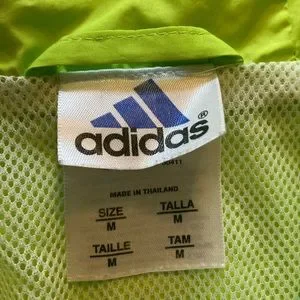 adidas®
MADE IN THAILAND
SIZE TALLA
M M
TAILLE TAM
M M